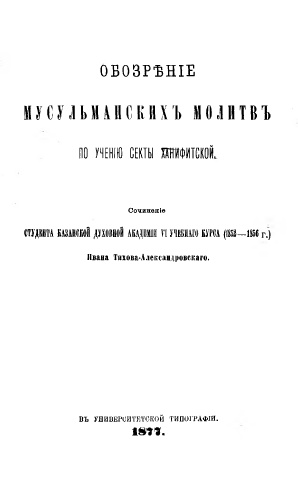 ОБОЗРѢНІЕ
МУСУЛЬМАНСКИХЪ МОЛИТВЪ
ПО УЧЕНІЮ СЕКТЫ ХАНИФИТСКОЙ.
Сочиненіе
СТУДЕНТА КАЗАНСКОЙ ДУХОВНОЙ АКАДЕМІИ VI УЧЕБНАГО КУРСА (1852—1856 г.)
Ивана Тихова-Александровскаго.
ВЪ УНИВЕРСИТЕТСКОЙ ТИПОГРАФІИ.
1877.